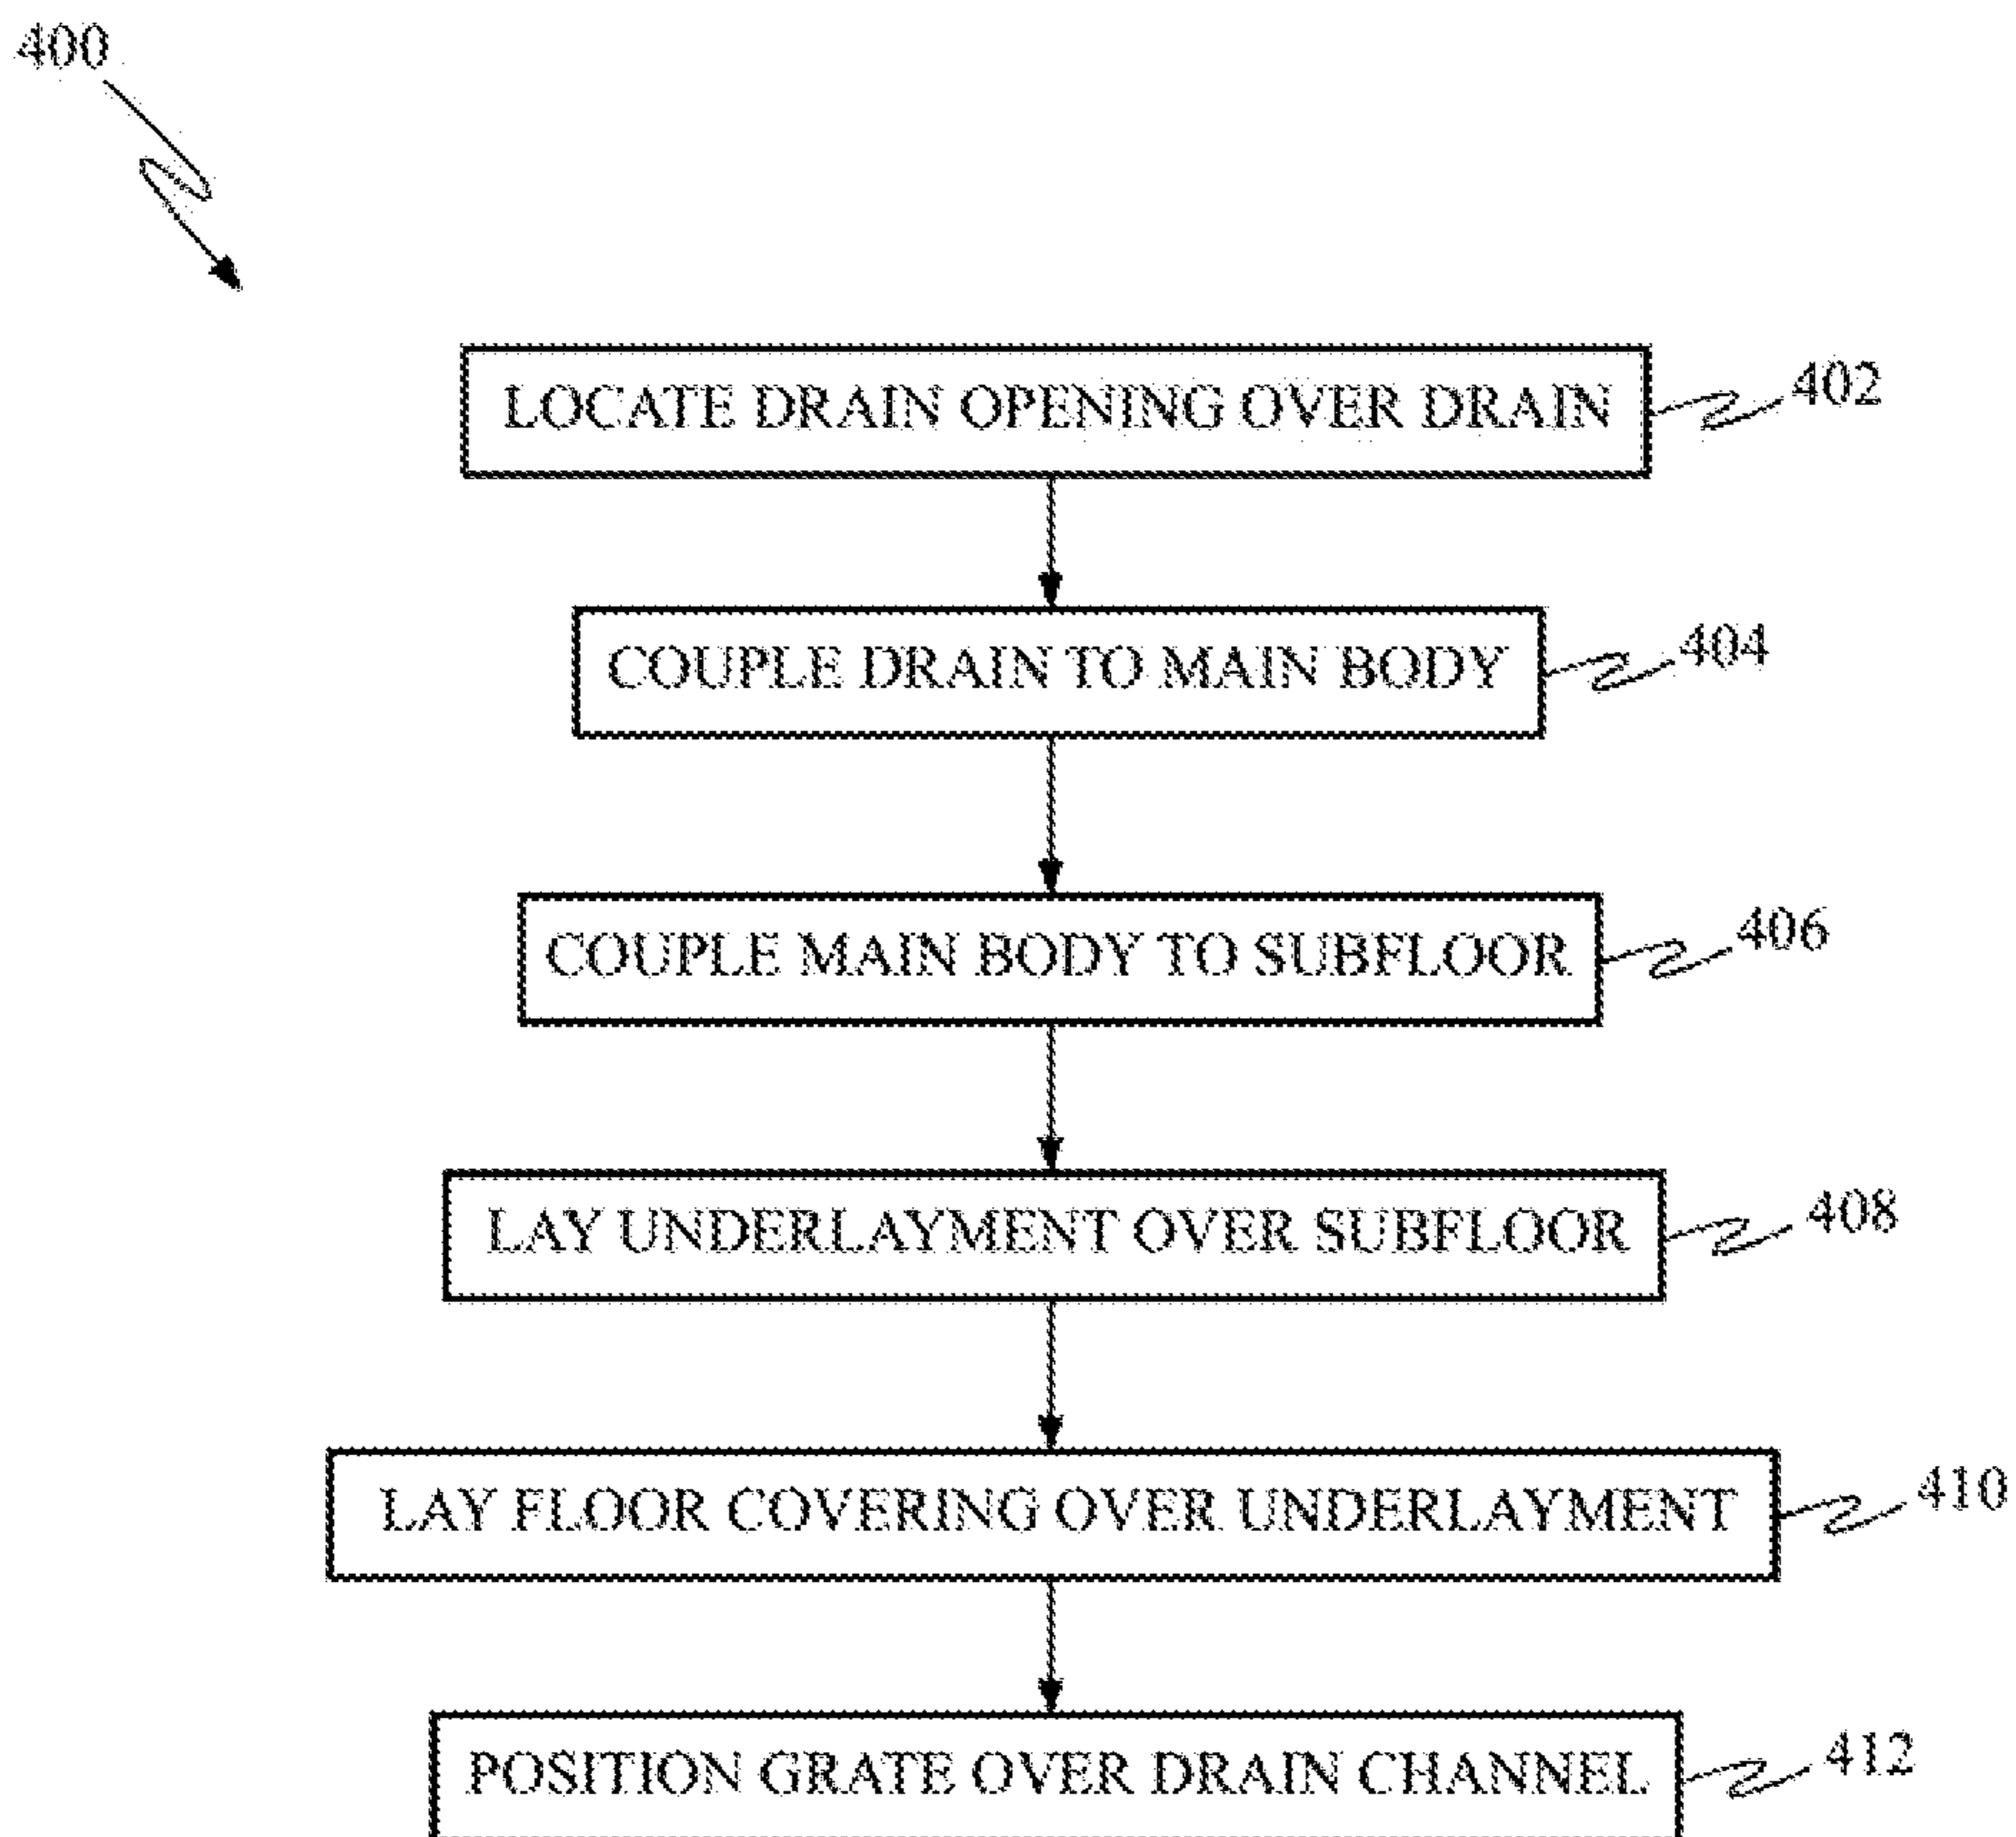 400
LOCATE DRAIN OPENING OVER DRAIN
402
COUPLE DRAIN TO MAIN BODY
404
COUPLE MAIN BODY TO SUBFLOOR
406
LAY UNDERLAYMENT OVER SUBFLOOR
408
LAY FLOOR COVERING OVER UNDERLAYMENT
410
POSITION GRATE OVER DRAIN CHANNEL
412